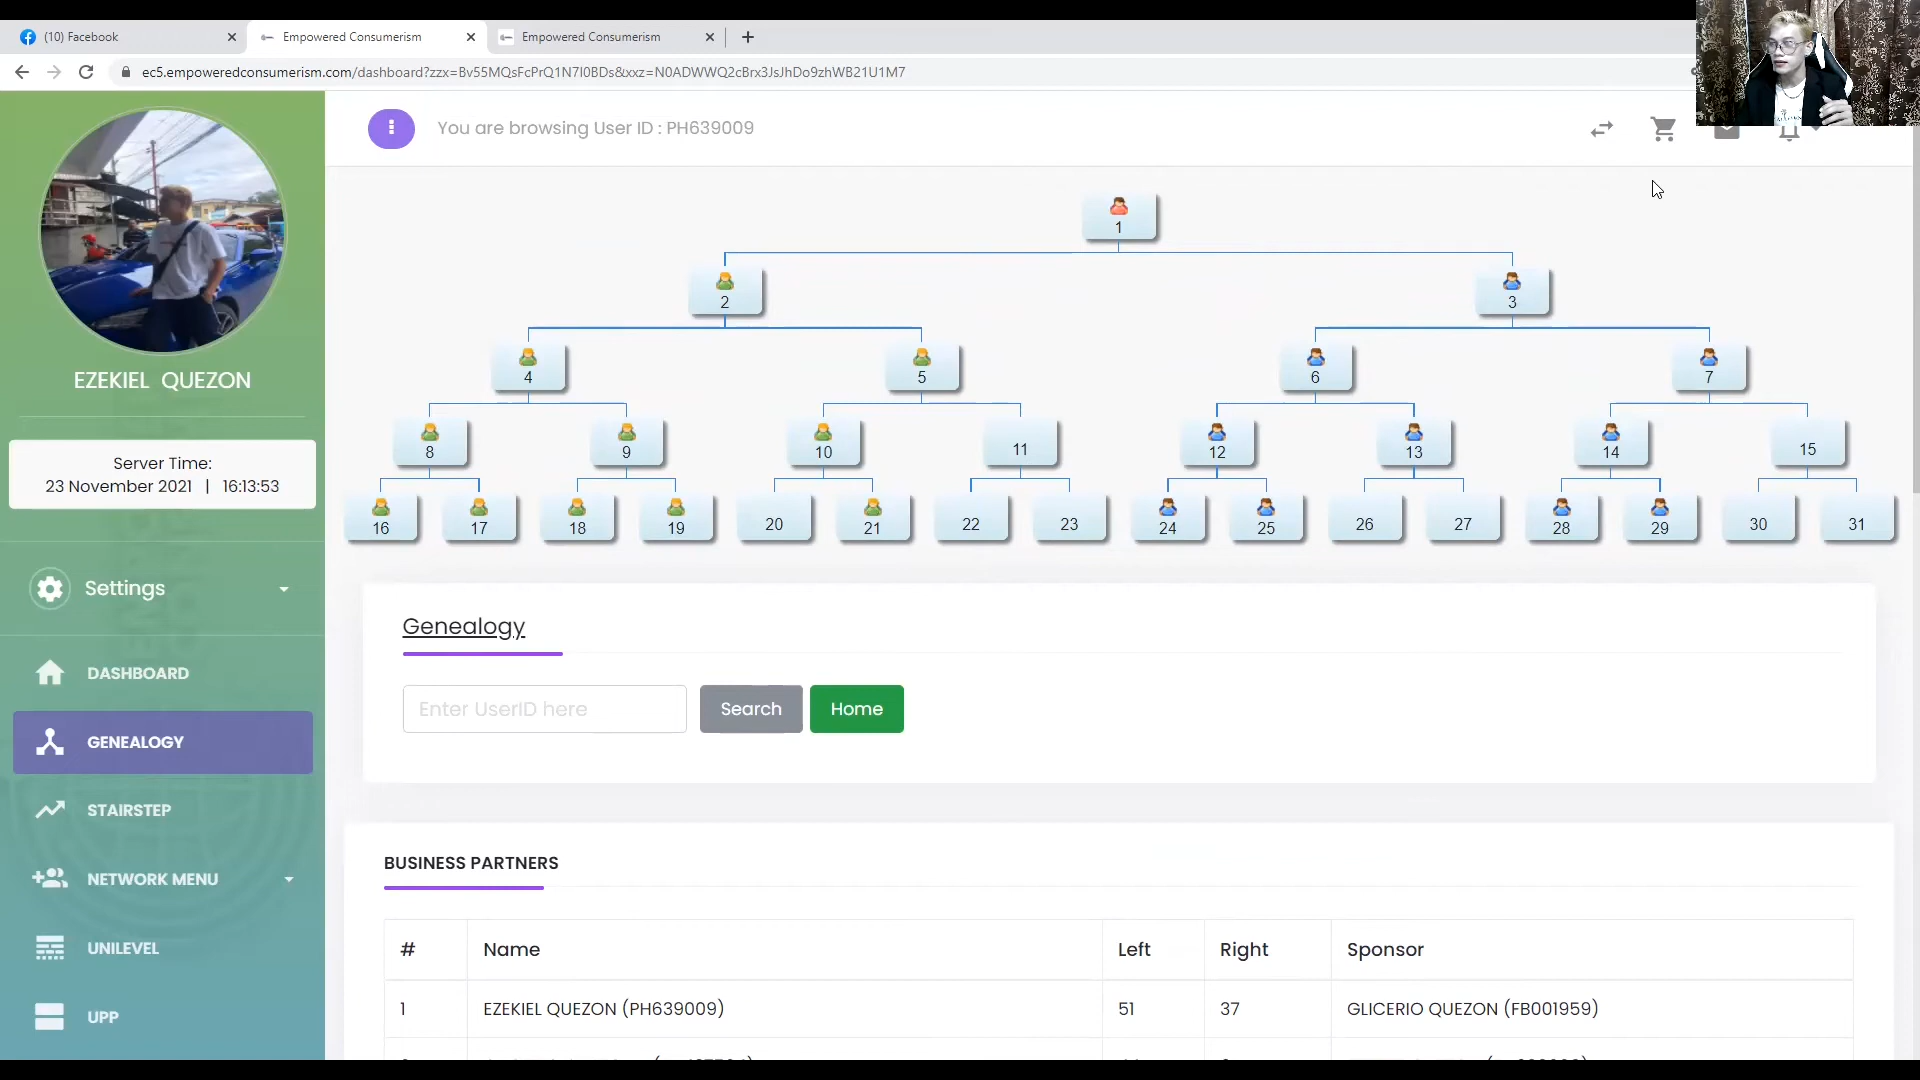 (10) Facebook
Empowered Consumerism
Empowered Consumerism
ec5.empoweredconsumerism.com/dashboard?zzx=Bv55MQsFcPrQ1N7I0BDs&xxz=N0ADWWQ2cBrx3JsJhDo9zhWB21U1M7
You are browsing User ID : PH639009
EZEKIEL QUEZON
Server Time:
23 November 2021 | 16:13:53
Settings
DASHBOARD
GENEALOGY
STAIRSTEP
NETWORK MENU
UNILEVEL
UPP
1
2 3
4 5 6 7
8 9 10 11 12 13 14 15
16 17 18 19 20 21 22 23 24 25 26 27 28 29 30 31
Genealogy
Enter UserID here Search Home
BUSINESS PARTNERS
# Name Left Right Sponsor
1 EZEKIEL QUEZON (PH639009) 51 37 GLICERIO QUEZON (FB001959)